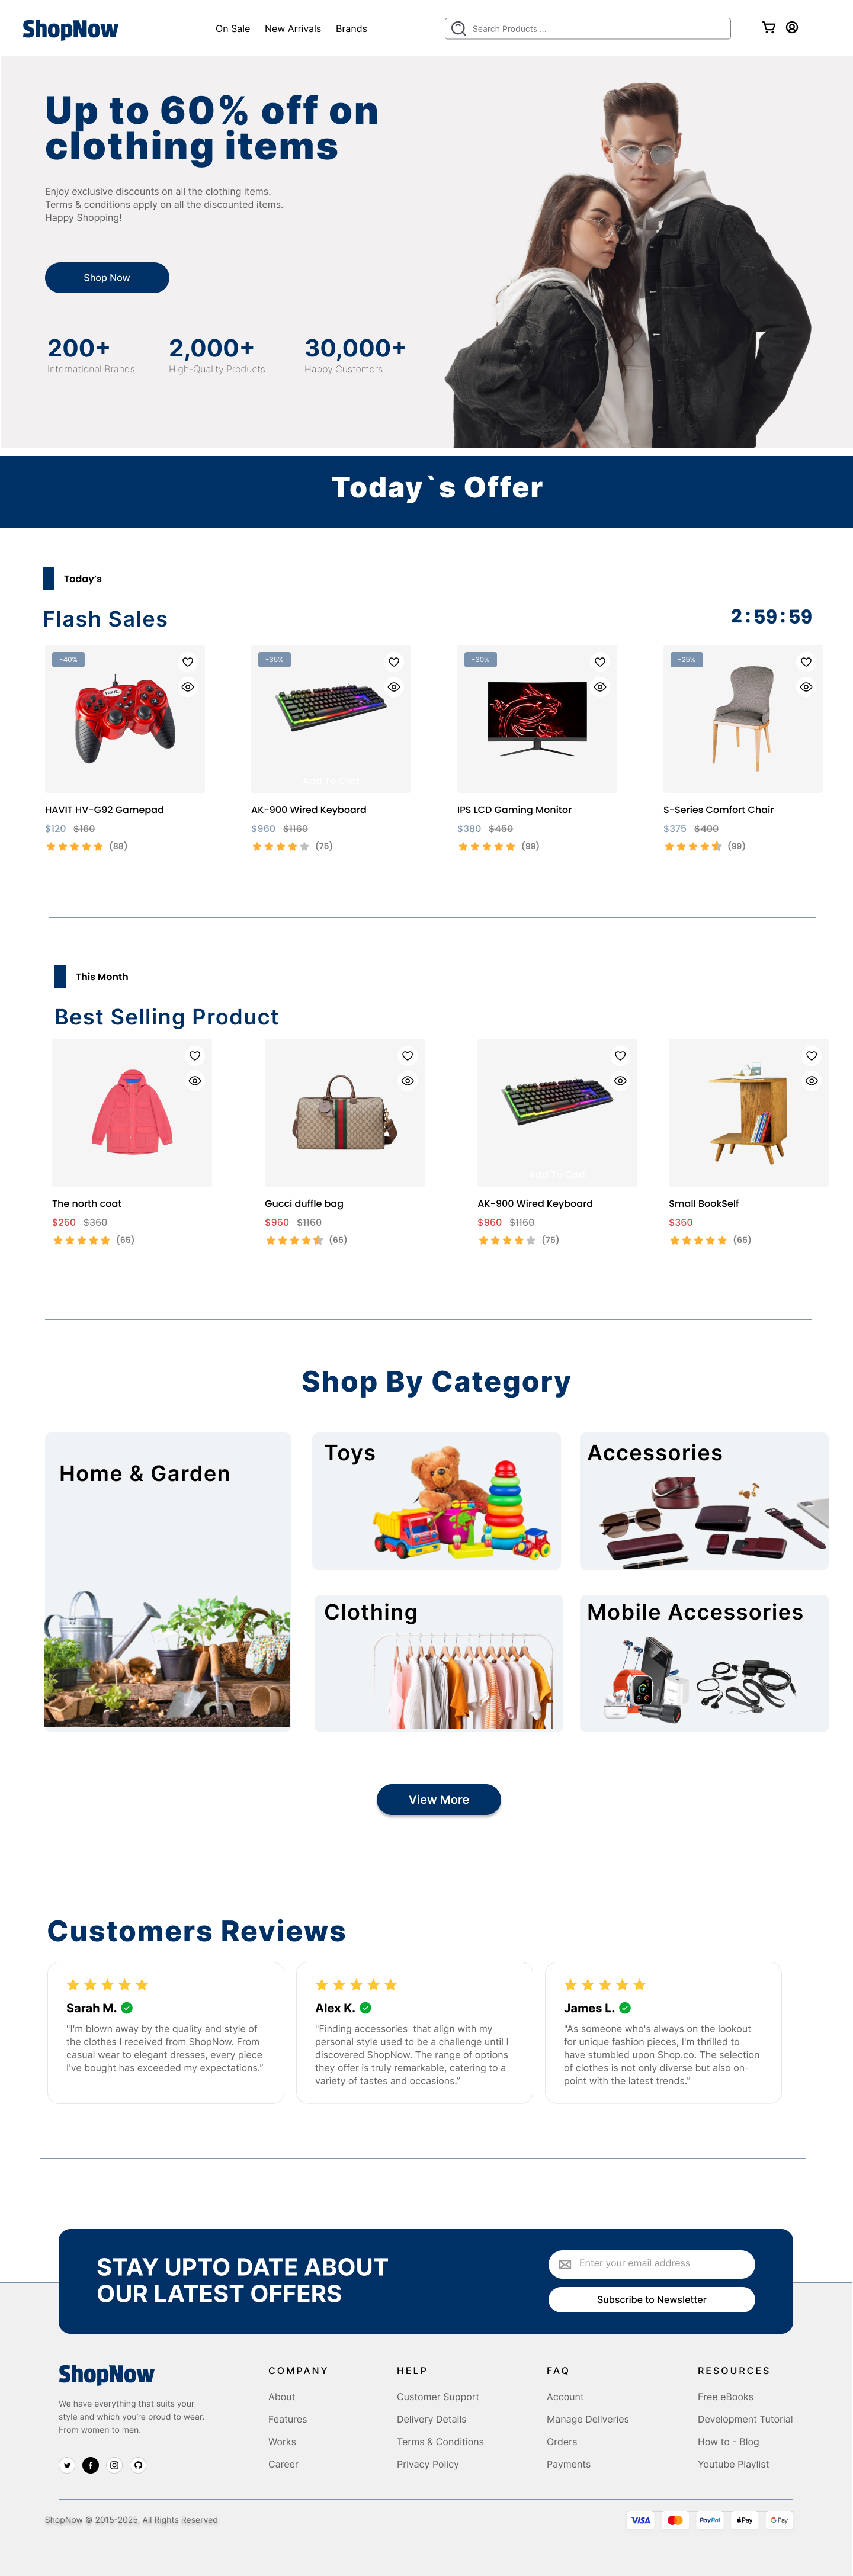 ShopNow
On Sale
New Arrivals
Brands
Search Products ...
Up to 60% off on
clothing items
Enjoy exclusive discounts on all the clothing items.
Terms & conditions apply on all the discounted items.
Happy Shopping!
Shop Now
200+
International Brands
2,000+
High-Quality Products
30,000+
Happy Customers
Today`s Offer
Today's
Flash Sales
2:59:59
-40%
-35%
-30%
-25%
Add To Cart
HAVIT HV-G92 Gamepad
$120 $160
(88)
AK-900 Wired Keyboard
$960 $1160
(75)
IPS LCD Gaming Monitor
$380 $450
(99)
S-Series Comfort Chair
$375 $400
(99)
This Month
Best Selling Product
Add To Cart
The north coat
$260 $360
(65)
Gucci duffle bag
$960 $1160
(65)
AK-900 Wired Keyboard
$960 $1160
(75)
Small BookSelf
$360
(65)
Shop By Category
Home & Garden
Toys
Accessories
Clothing
Mobile Accessories
View More
Customers Reviews
Sarah M.
"I'm blown away by the quality and style of
the clothes I received from ShopNow. From
casual wear to elegant dresses, every piece
I've bought has exceeded my expectations."
Alex K.
"Finding accessories that align with my
personal style used to be a challenge until I
discovered ShopNow. The range of options
they offer is truly remarkable, catering to a
variety of tastes and occasions."
James L.
"As someone who's always on the lookout
for unique fashion pieces, I'm thrilled to
have stumbled upon Shop.co. The selection
of clothes is not only diverse but also on-
point with the latest trends."
STAY UPTO DATE ABOUT
OUR LATEST OFFERS
Enter your email address
Subscribe to Newsletter
ShopNow
We have everything that suits your
style and which you're proud to wear.
From women to men.
COMPANY
About
Features
Works
Career
HELP
Customer Support
Delivery Details
Terms & Conditions
Privacy Policy
FAQ
Account
Manage Deliveries
Orders
Payments
RESOURCES
Free eBooks
Development Tutorial
How to - Blog
Youtube Playlist
ShopNow © 2015-2025, All Rights Reserved
VISA
PayPal
Pay
G Pay